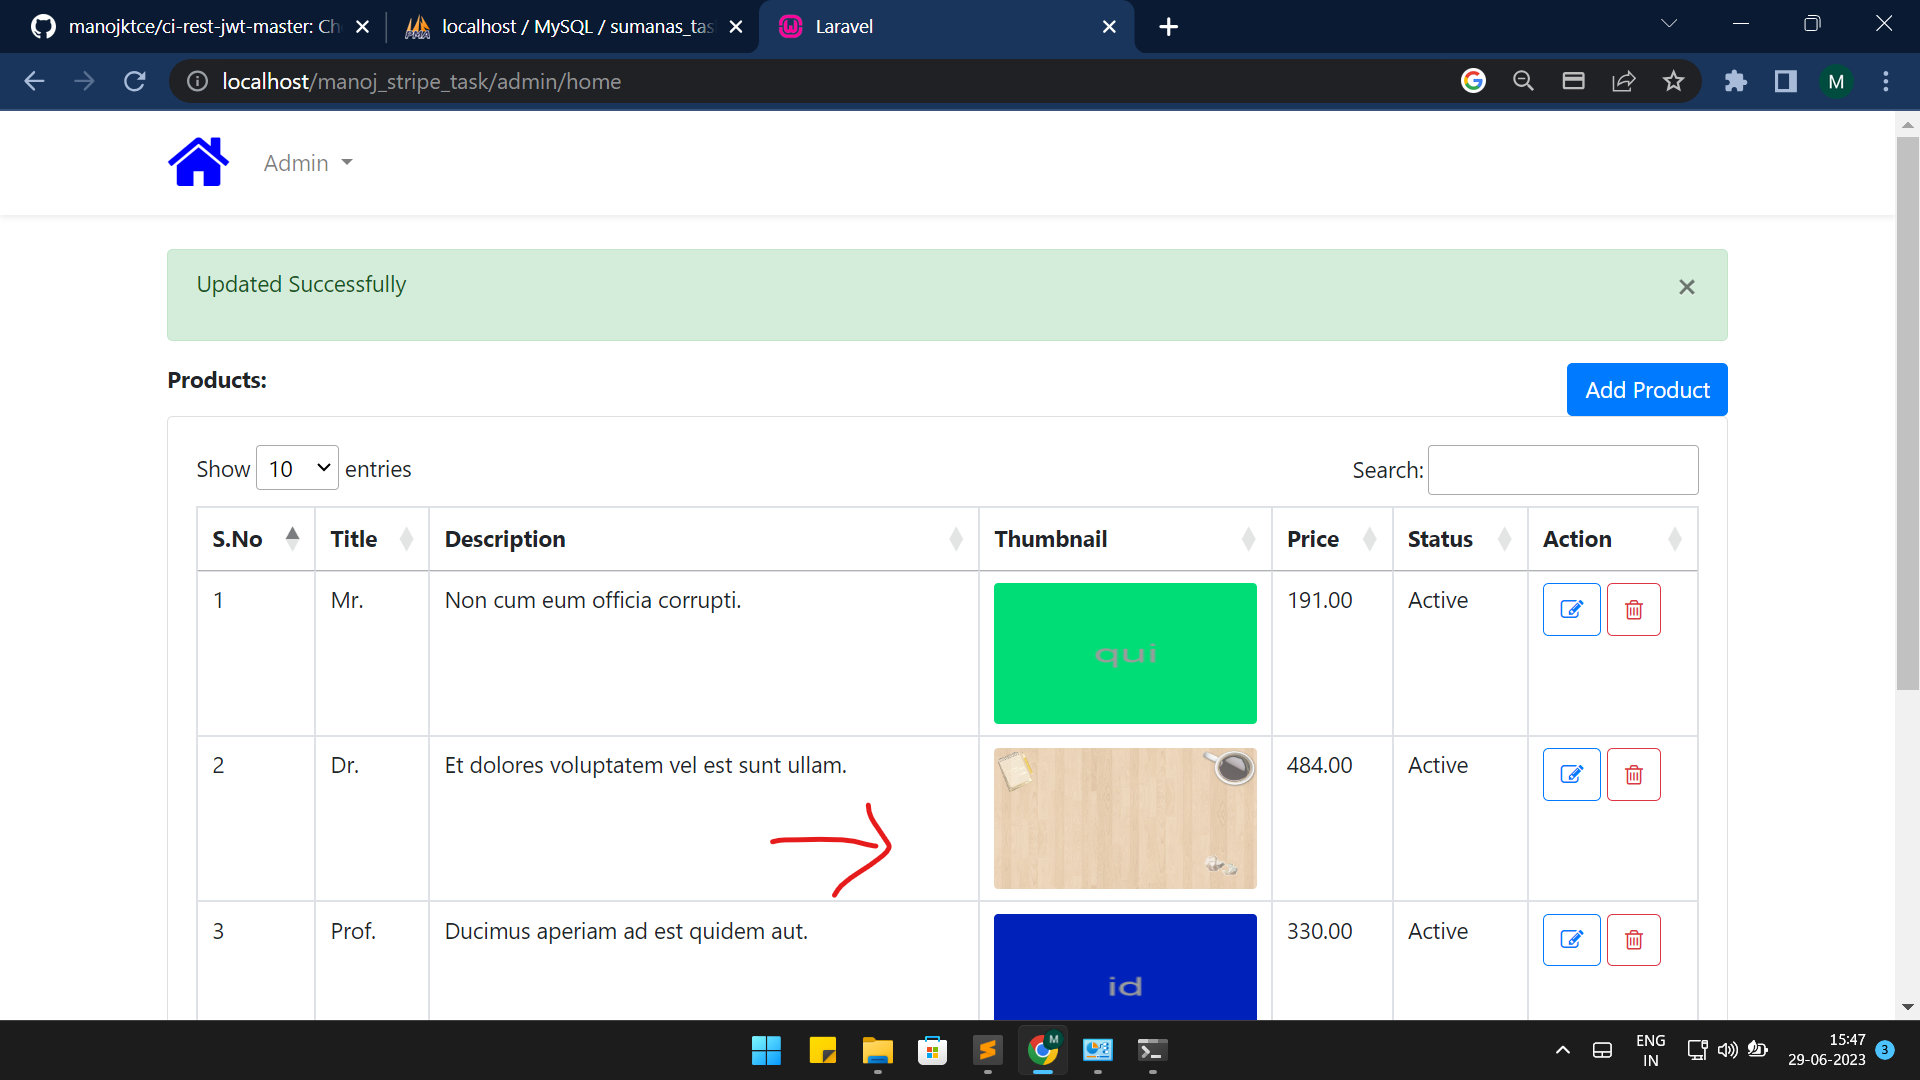 manojktce/ci-rest-jwt-master: Ch
localhost / MySQL / sumanas_tas
Laravel
localhost/manoj_stripe_task/admin/home
M
Admin
Updated Successfully
×
Products:
Add Product
Show 10 entries
Search:
S.No Title Description Thumbnail Price Status Action
1 Mr. Non cum eum officia corrupti. qui 191.00 Active
2 Dr. Et dolores voluptatem vel est sunt ullam. 484.00 Active
3 Prof. Ducimus aperiam ad est quidem aut. id 330.00 Active
M
ENG
IN
15:47
29-06-2023
3